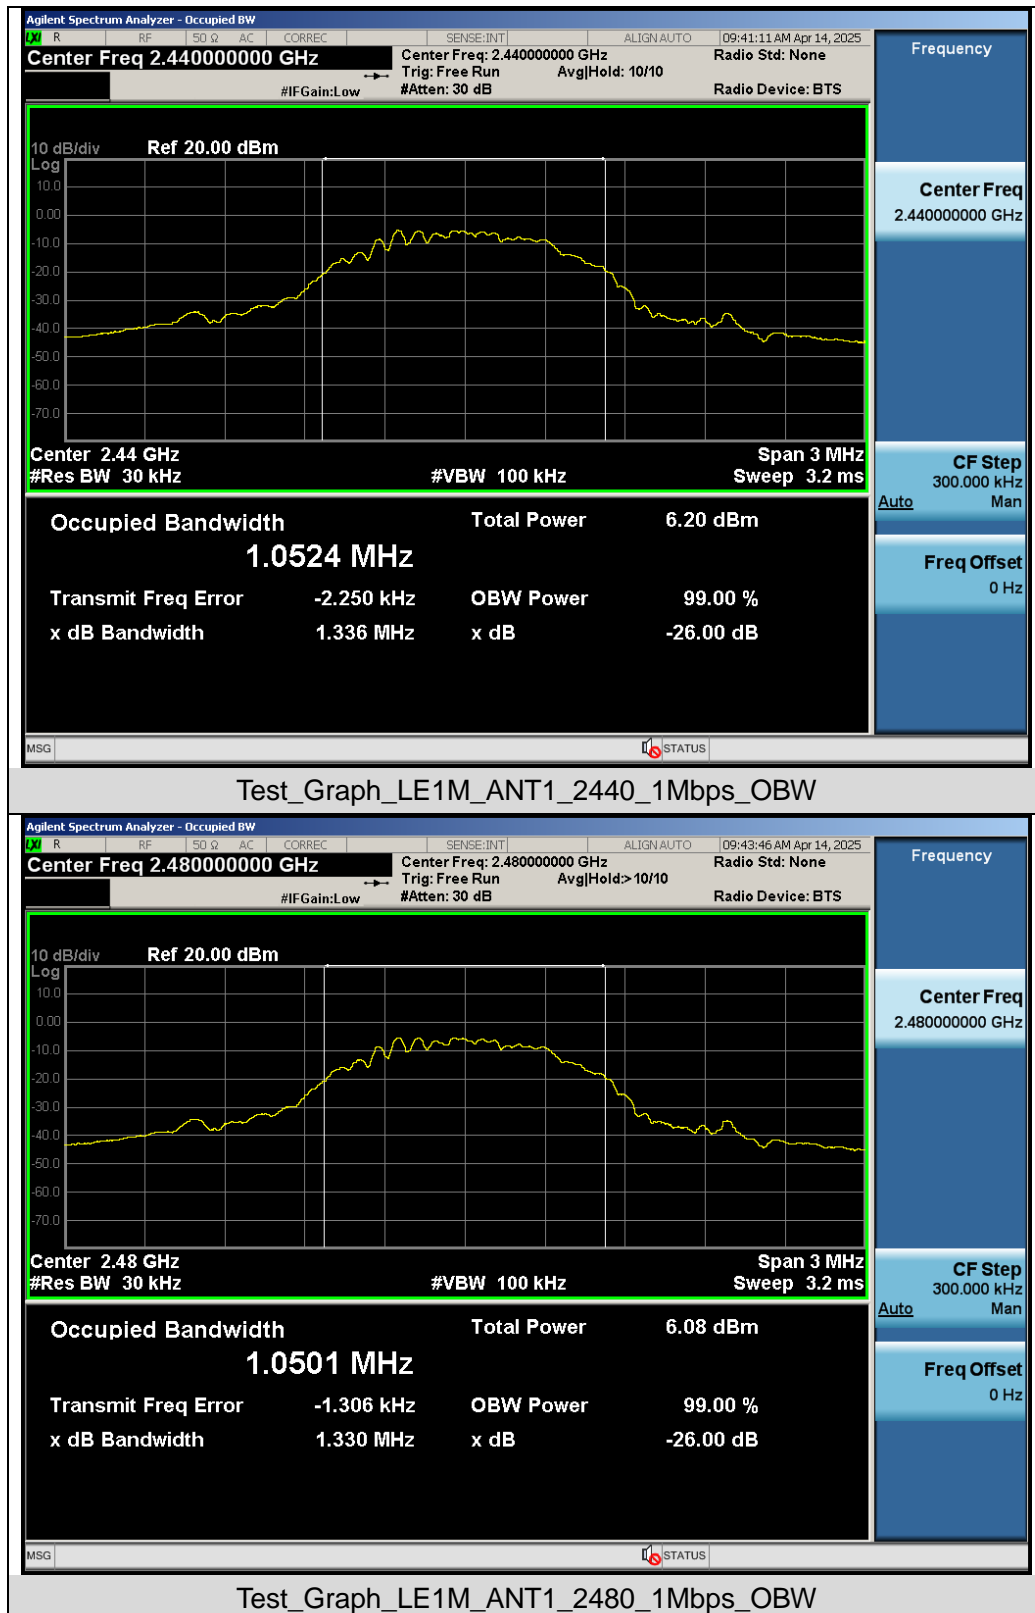 Agilent Spectrum Analyzer - Occupied BW
LXI R RF 50 Ω AC CORREC SENSE:INT ALIGN AUTO 09:41:11 AM Apr 14, 2025
Center Freq 2.440000000 GHz
Center Freq: 2.440000000 GHz Radio Std: None
Trig: Free Run Avg|Hold: 10/10
#IFGain:Low #Atten: 30 dB Radio Device: BTS
Frequency
10 dB/div Ref 20.00 dBm
Log
10.0
0.00
-10.0
-20.0
-30.0
-40.0
-50.0
-60.0
-70.0
Center Freq
2.440000000 GHz
Center 2.44 GHz Span 3 MHz
#Res BW 30 kHz #VBW 100 kHz Sweep 3.2 ms
CF Step
300.000 kHz
Auto Man
Occupied Bandwidth Total Power 6.20 dBm
1.0524 MHz
Transmit Freq Error -2.250 kHz OBW Power 99.00 %
x dB Bandwidth 1.336 MHz x dB -26.00 dB
Freq Offset
0 Hz
MSG STATUS
Test_Graph_LE1M_ANT1_2440_1Mbps_OBW
Agilent Spectrum Analyzer - Occupied BW
LXI R RF 50 Ω AC CORREC SENSE:INT ALIGN AUTO 09:43:46 AM Apr 14, 2025
Center Freq 2.480000000 GHz
Center Freq: 2.480000000 GHz Radio Std: None
Trig: Free Run Avg|Hold:>10/10
#IFGain:Low #Atten: 30 dB Radio Device: BTS
Frequency
10 dB/div Ref 20.00 dBm
Log
10.0
0.00
-10.0
-20.0
-30.0
-40.0
-50.0
-60.0
-70.0
Center Freq
2.480000000 GHz
Center 2.48 GHz Span 3 MHz
#Res BW 30 kHz #VBW 100 kHz Sweep 3.2 ms
CF Step
300.000 kHz
Auto Man
Occupied Bandwidth Total Power 6.08 dBm
1.0501 MHz
Transmit Freq Error -1.306 kHz OBW Power 99.00 %
x dB Bandwidth 1.330 MHz x dB -26.00 dB
Freq Offset
0 Hz
MSG STATUS
Test_Graph_LE1M_ANT1_2480_1Mbps_OBW